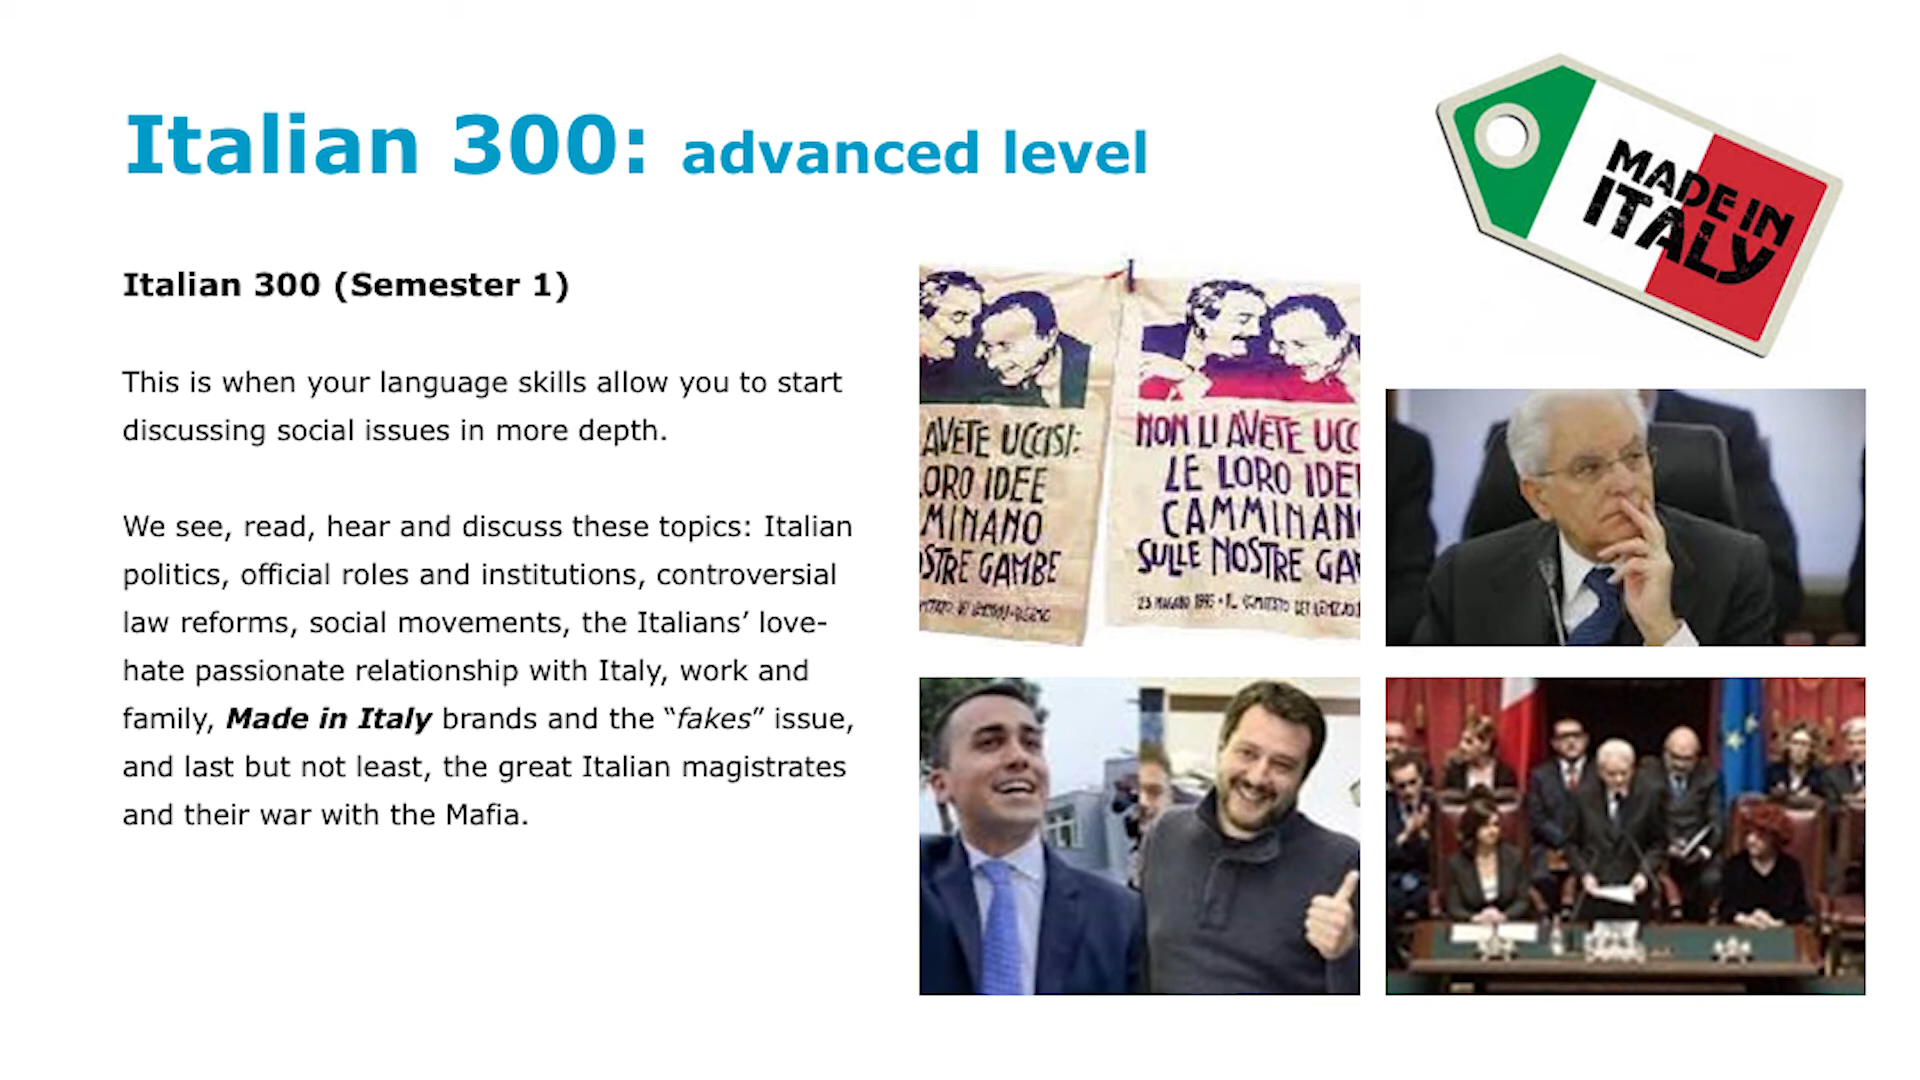 Italian 300: advanced level
MADE IN
ITALY
Italian 300 (Semester 1)
This is when your language skills allow you to start
discussing social issues in more depth.
We see, read, hear and discuss these topics: Italian
politics, official roles and institutions, controversial
law reforms, social movements, the Italians’ love-
hate passionate relationship with Italy, work and
family, Made in Italy brands and the “fakes” issue,
and last but not least, the great Italian magistrates
and their war with the Mafia.
AVETE UCCISI:
ORO IDEE
MINANO
OSTRE GAMBE
NON LI AVETE UCC
LE LORO IDE
CAMMINAN
SULLE NOSTRE GA